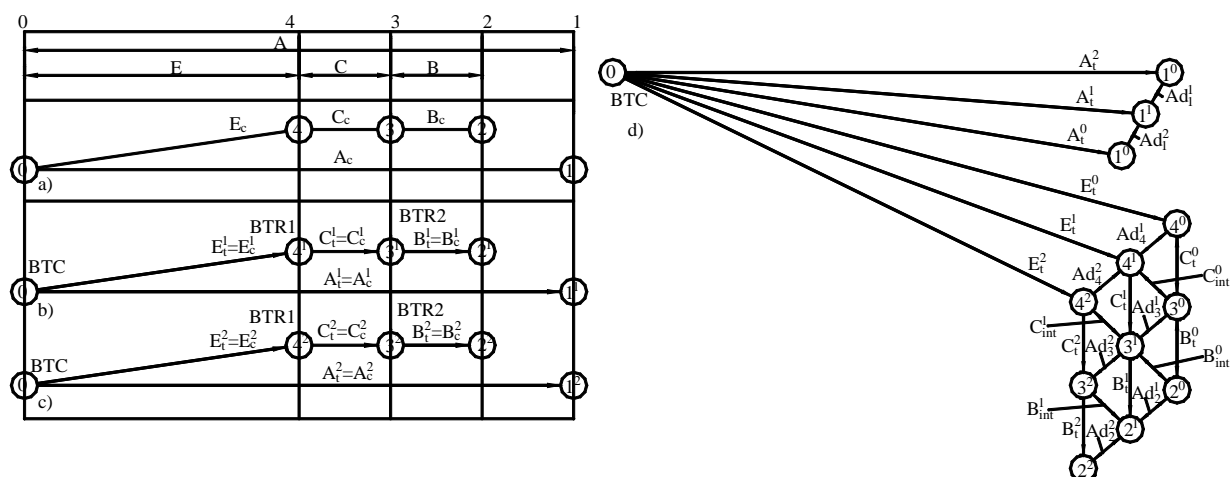 0 4 3 2 1
A
E C B
E_c 4 C_c 3 B_c 2
0 A_c 1
a)
BTR1 BTR2
E_t^1=E_c^1 4^1 C_t^1=C_c^1 3^1 B_t^1=B_c^1 2^1
BTC
0 A_t^1=A_c^1 1^1
b)
BTR1 BTR2
E_t^2=E_c^2 4^2 C_t^2=C_c^2 3^2 B_t^2=B_c^2 2^2
BTC
0 A_t^2=A_c^2 1^2
c)
0 A_t^2 1^0
BTC
d)
Ad_1^1
A_t^1 1^1
A_t^0 1^0 Ad_1^2
E_t^0
E_t^1 Ad_4^1 4^0
E_t^2 Ad_4^2 4^1 C_t^0
C_int^0
4^2 C_t^1 Ad_3^1 3^0
C_int^1
C_t^2 Ad_3^2 3^1 B_t^0
B_int^0
3^2 B_t^1 Ad_2^1 2^0
B_int^1
B_t^2 Ad_2^2 2^1
2^2